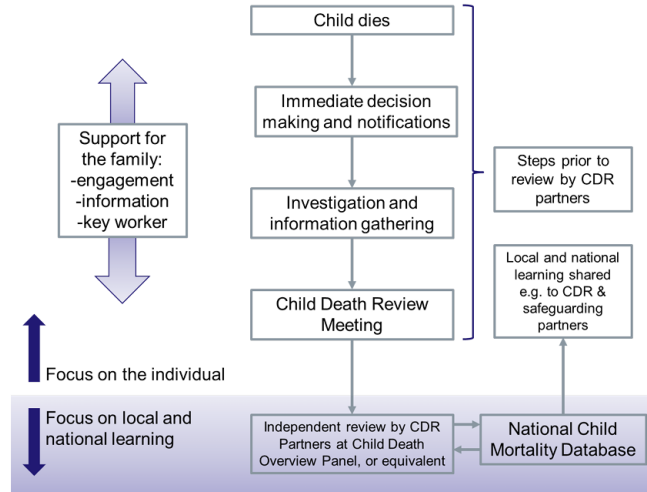 Child dies
Immediate decision
making and notifications
Support for
the family:
-engagement
-information
-key worker
Steps prior to
review by CDR
partners
Investigation and
information gathering
Local and national
learning shared
e.g. to CDR &
safeguarding
partners
Child Death Review
Meeting
Focus on the individual
Focus on local and
national learning
Independent review by CDR
Partners at Child Death
Overview Panel, or equivalent
National Child
Mortality Database